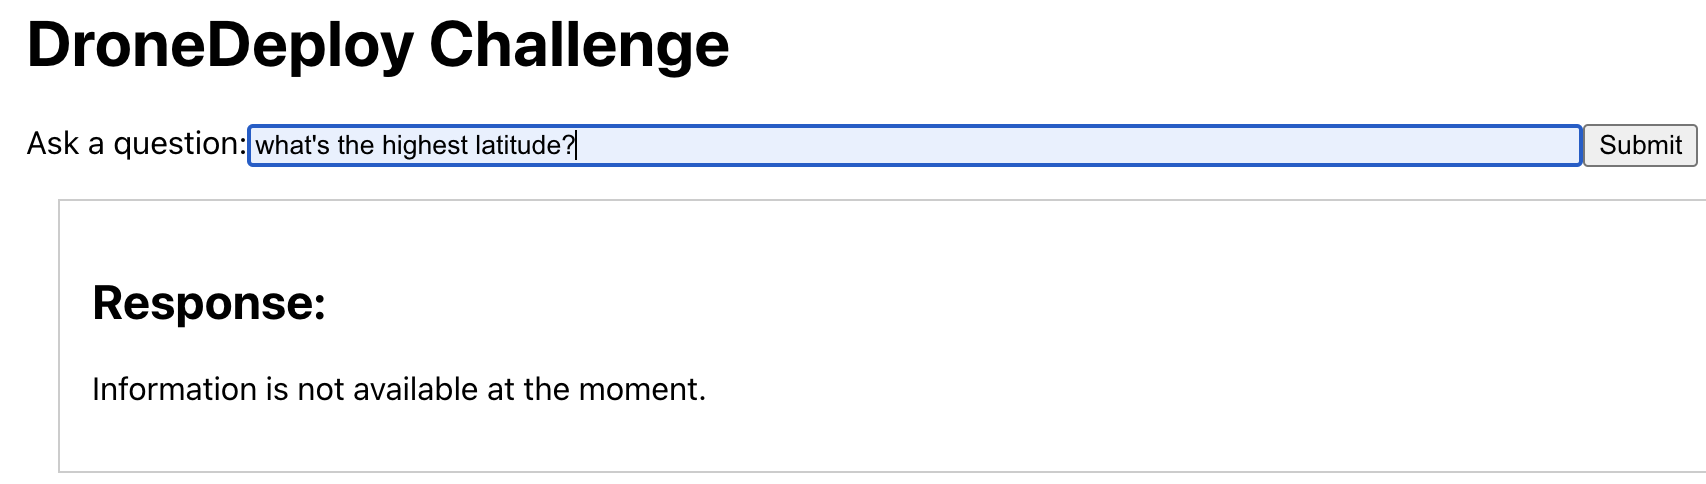 DroneDeploy Challenge
Ask a question: what's the highest latitude? Submit
Response:
Information is not available at the moment.